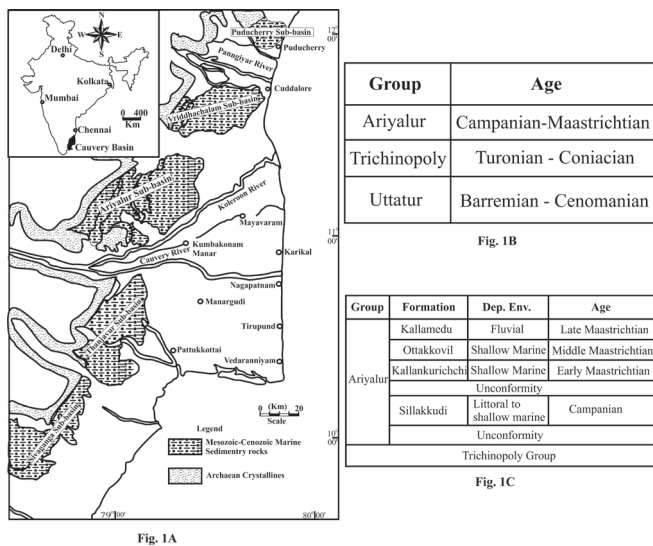 N
W E
S
Delhi
Kolkata
Mumbai
0 400
Km
Chennai
Cauvery Basin
Puducherry Sub-basin
Puducherry
12°
00'
Panngiyar River
Cuddalore
Vriddhachalam Sub-basin
Ariyalur Sub-basin
Koleroon River
Mayavaram
11°
00'
Kumbakonam
Manar
Cauvery River
Karikal
Nagapatnam
Manargudi
Tirupund
Pattukkottai
Vedaranniyam
Sivaganga Sub-basin
0 (Km) 20
Scale
Legend
Mesozoic-Cenozoic Marine
Sedimentry rocks
Archaean Crystallines
10°
00'
79°00'
80°00'
Fig. 1A
Group Age
Ariyalur Campanian-Maastrichtian
Trichinopoly Turonian - Coniacian
Uttatur Barremian - Cenomanian
Fig. 1B
Group Formation Dep. Env. Age
Ariyalur
Kallamedu Fluvial Late Maastrichtian
Ottakkovil Shallow Marine Middle Maastrichtian
Kallankurichchi Shallow Marine Early Maastrichtian
Unconformity
Sillakkudi Littoral to shallow marine Campanian
Unconformity
Trichinopoly Group
Fig. 1C